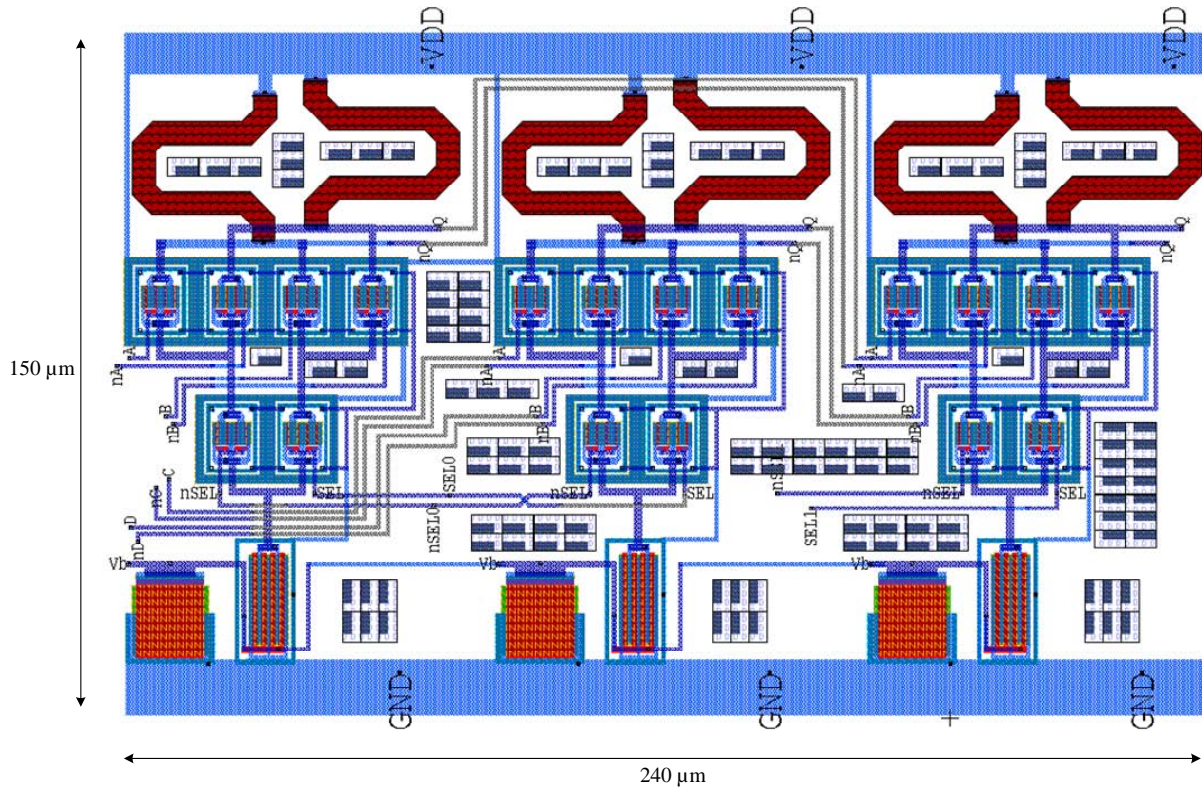 VDD VDD VDD
Q Q Q
nQ nQ nQ
A A A
nA nA nA
150 µm
B B B
nB nB nB
C
nC
nSEL SEL SEL0 nSEL SEL nSEL SEL
D
nD
nSEL0
SEL1
Vb Vb Vb
GND GND GND
240 µm